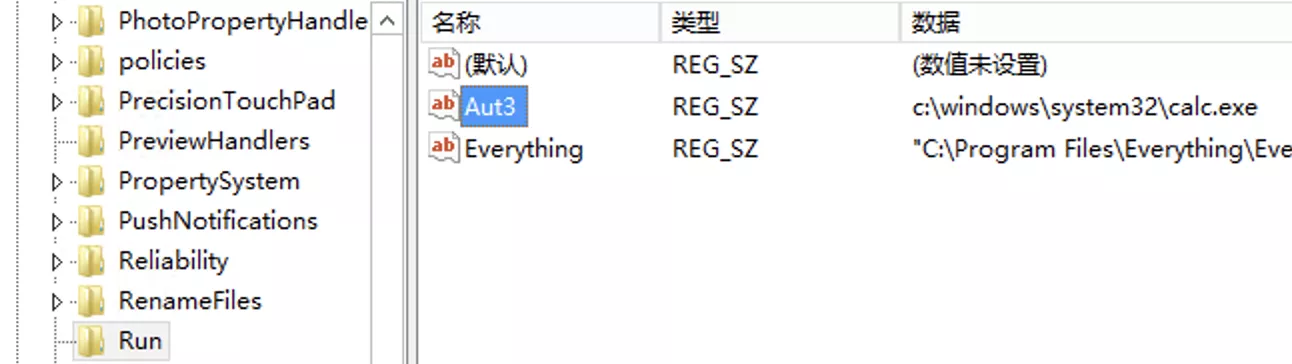 PhotoPropertyHandle
policies
PrecisionTouchPad
PreviewHandlers
PropertySystem
PushNotifications
Reliability
RenameFiles
Run
名称 类型 数据
ab (默认) REG_SZ (数值未设置)
ab Aut3 REG_SZ c:\windows\system32\calc.exe
ab Everything REG_SZ "C:\Program Files\Everything\Eve